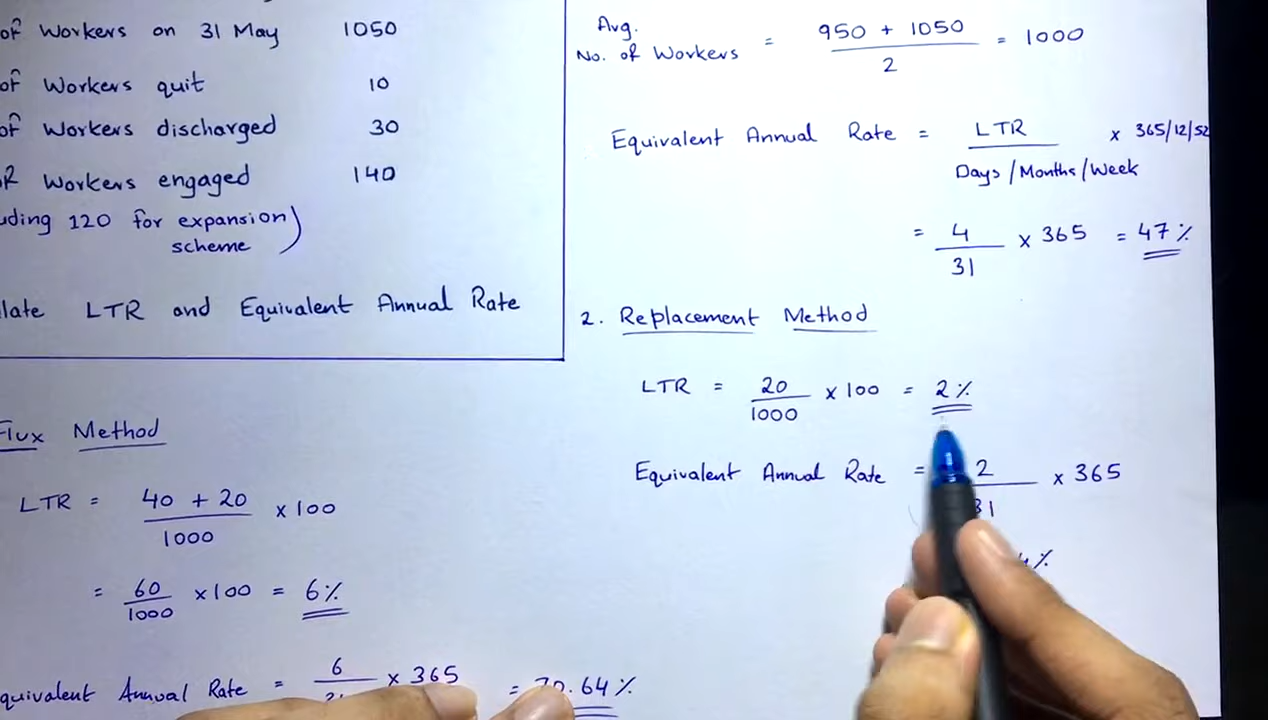 of Workers on 31 May 1050
of Workers quit 10
of Workers discharged 30
Workers engaged 140
uding 120 for expansion
scheme)
late LTR and Equivalent Annual Rate
Flux Method
LTR = 40 + 20 / 1000 x 100
= 60 / 1000 x 100 = 6%
quivalent Annual Rate = 6 / x 365 = 70.64%
Avg.
No. of Workers = 950 + 1050 / 2 = 1000
Equivalent Annual Rate = LTR / Days/Months/Week x 365/12/52
= 4 / 31 x 365 = 47%
2. Replacement Method
LTR = 20 / 1000 x 100 = 2%
Equivalent Annual Rate = 2 / 31 x 365